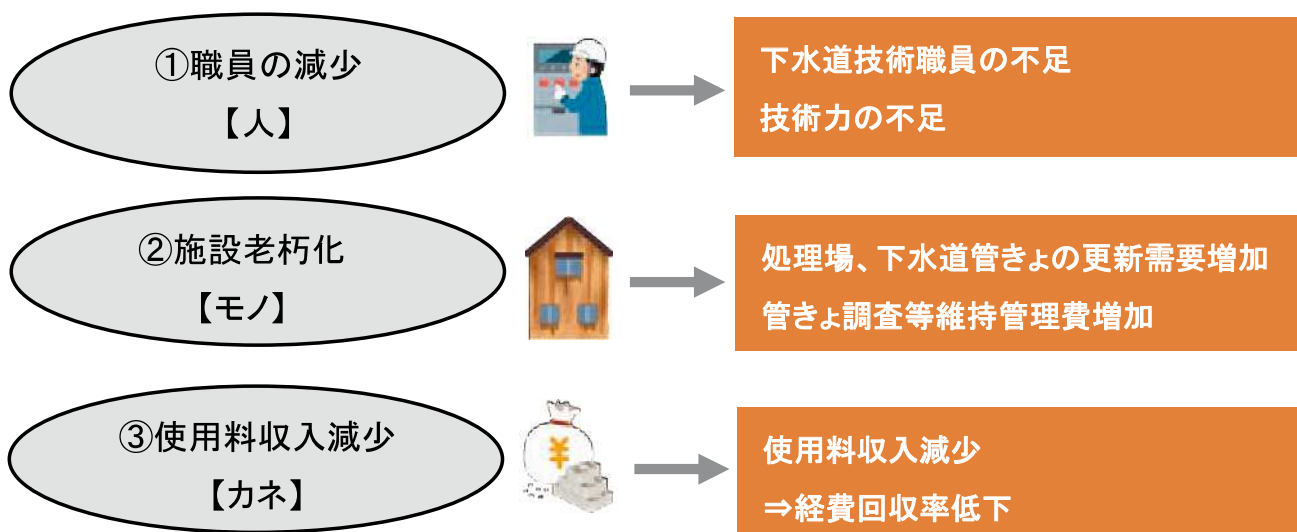 ①職員の減少
【人】
下水道技術職員の不足
技術力の不足
②施設老朽化
【モノ】
処理場、下水道管きょの更新需要増加
管きょ調査等維持管理費増加
③使用料収入減少
【カネ】
¥
使用料収入減少
⇒経費回収率低下